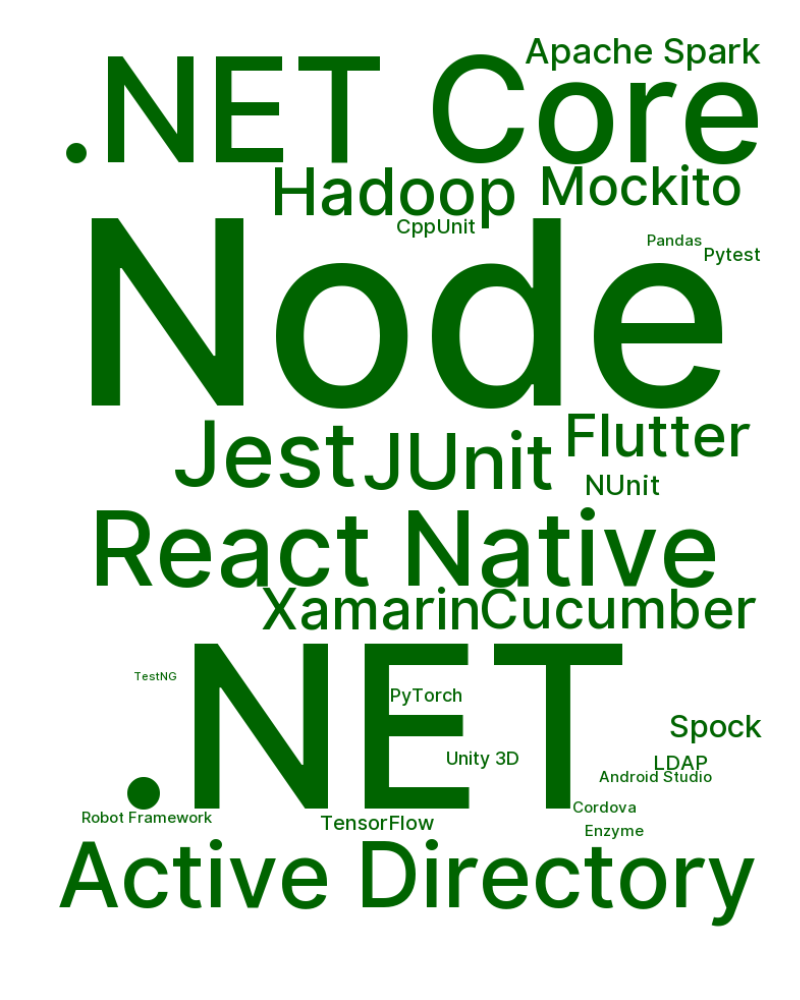 Apache Spark
.NET Core
Hadoop Mockito
CppUnit
Pandas
Pytest
Node
Jest JUnit Flutter
NUnit
React Native
Xamarin Cucumber
.NET
TestNG
PyTorch
Spock
Unity 3D
LDAP
Android Studio
Cordova
Robot Framework
TensorFlow
Enzyme
Active Directory